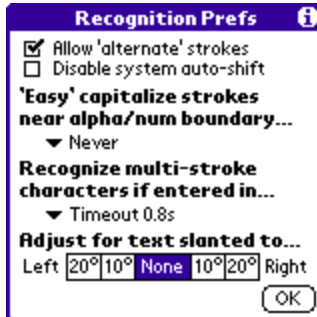 Recognition Prefs i
Allow 'alternate' strokes
Disable system auto-shift
'Easy' capitalize strokes
near alpha/num boundary...
Never
Recognize multi-stroke
characters if entered in...
Timeout 0.8s
Adjust for text slanted to...
Left 20° 10° None 10° 20° Right
OK